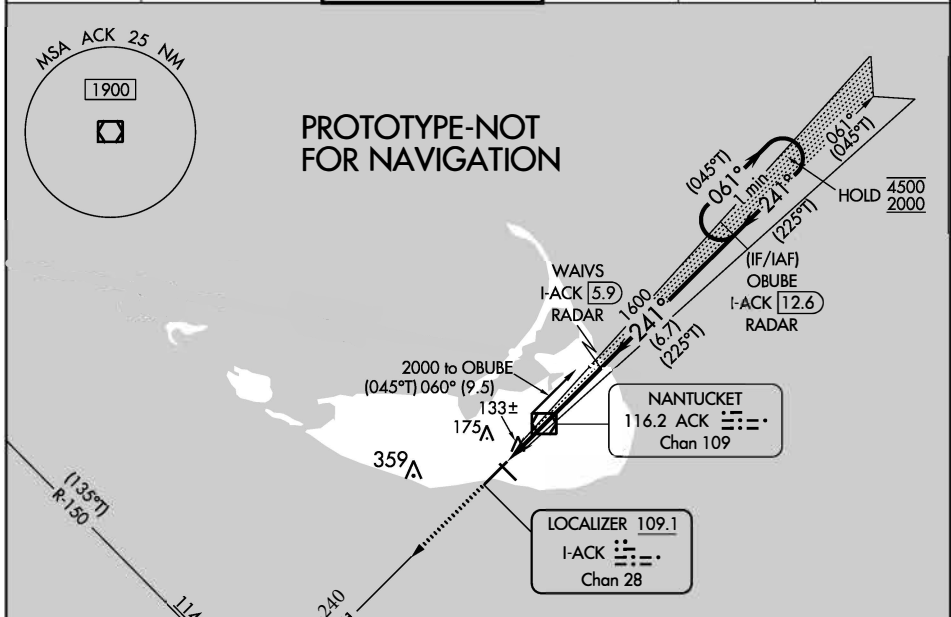 MSA ACK 25 NM
1900
PROTOTYPE-NOT
FOR NAVIGATION
061°
(045°T)
(045°T)
061°
1 min
241°
(225°T)
HOLD 4500
2000
(IF/IAF)
OBUBE
I-ACK 12.6
RADAR
WAIVS
I-ACK 5.9
RADAR
1600
241°
(6.7)
(225°T)
2000 to OBUBE
(045°T) 060° (9.5)
133±
175
359
NANTUCKET
116.2 ACK
Chan 109
LOCALIZER 109.1
I-ACK
Chan 28
(135°T)
R-150
114
240